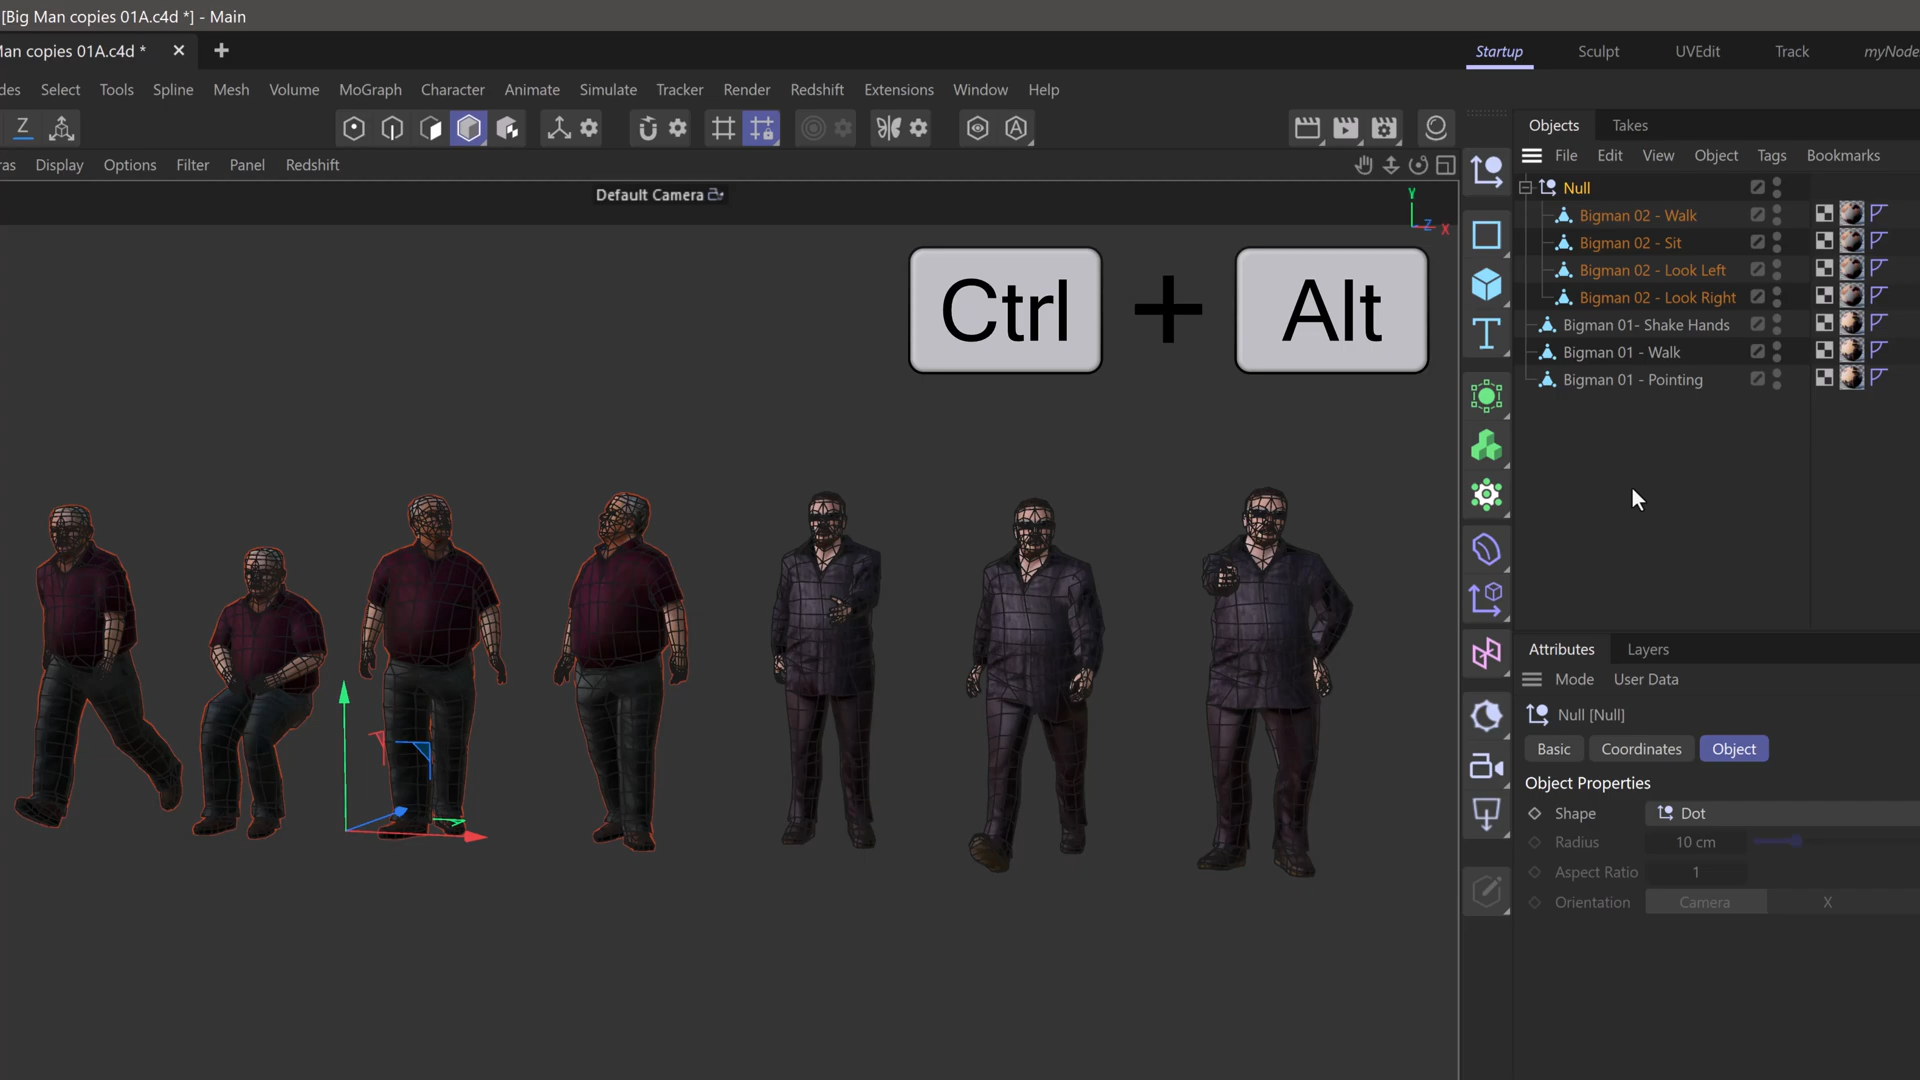 [Big Man copies 01A.c4d *] - Main
Man copies 01A.c4d *
Startup Sculpt UVEdit Track myNode
des Select Tools Spline Mesh Volume MoGraph Character Animate Simulate Tracker Render Redshift Extensions Window Help
Z
Objects Takes
ras Display Options Filter Panel Redshift
File Edit View Object Tags Bookmarks
Default Camera
Y
Z X
Ctrl + Alt
Null
Bigman 02 - Walk
Bigman 02 - Sit
Bigman 02 - Look Left
Bigman 02 - Look Right
Bigman 01- Shake Hands
Bigman 01 - Walk
Bigman 01 - Pointing
Attributes Layers
Mode User Data
Null [Null]
Basic Coordinates Object
Object Properties
Shape Dot
Radius 10 cm
Aspect Ratio 1
Orientation Camera X